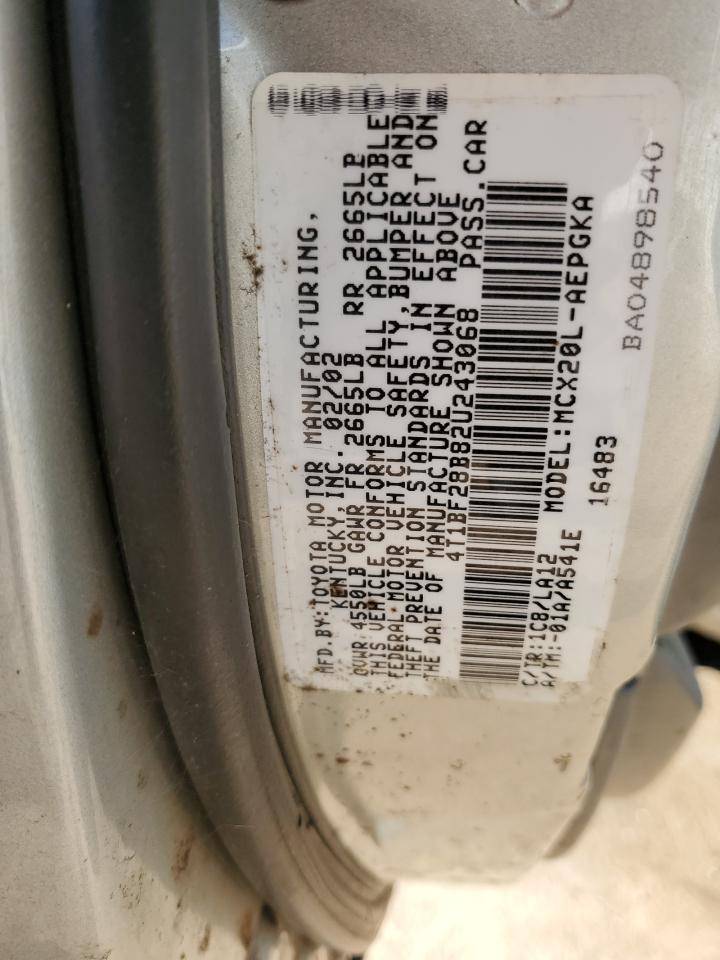 MFD.BY:TOYOTA MOTOR MANUFACTURING,
KENTUCKY,INC. 02/02
GVWR 4550LB GAWR FR 2665LB RR 2665LB
THIS VEHICLE CONFORMS TO ALL APPLICABLE
FEDERAL MOTOR VEHICLE SAFETY,BUMPER AND
THEFT PREVENTION STANDARDS IN EFFECT ON
THE DATE OF MANUFACTURE SHOWN ABOVE
4T1BF28B82U243068 PASS.CAR
C/TR:1C8/LA12 MODEL:MCX20L-AEPGKA
A/TM:-01A/A541E
16483
BA04898540